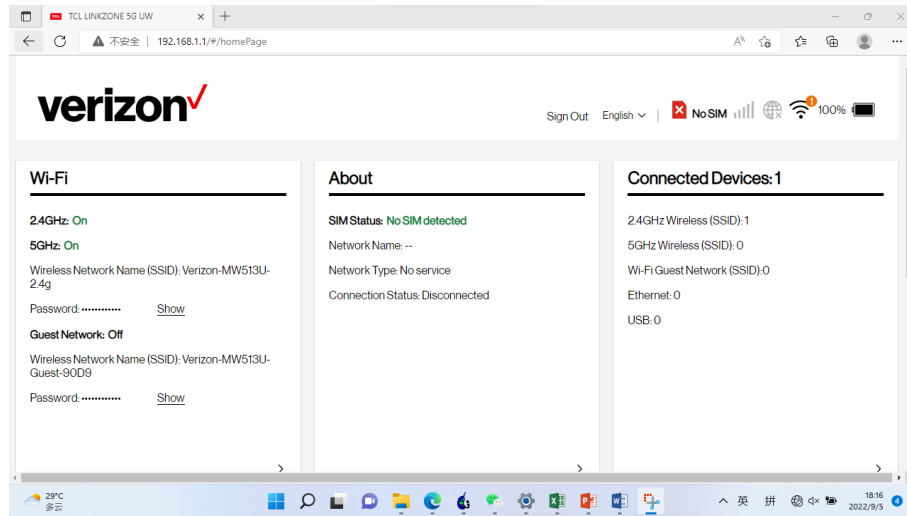 TCL LINKZONE 5G UW
不安全 192.168.1.1/#/homePage
verizon
Sign Out English No SIM 1 100%
Wi-Fi
2.4GHz: On
5GHz: On
Wireless Network Name (SSID): Verizon-MW513U-
2.4g
Password: •••••••••••• Show
Guest Network: Off
Wireless Network Name (SSID): Verizon-MW513U-
Guest-90D9
Password: •••••••••••• Show
About
SIM Status: No SIM detected
Network Name: --
Network Type: No service
Connection Status: Disconnected
Connected Devices: 1
2.4GHz Wireless (SSID): 1
5GHz Wireless (SSID): 0
Wi-Fi Guest Network (SSID):0
Ethernet: 0
USB: 0
29°C
多云
英 拼
18:16
2022/9/5
4